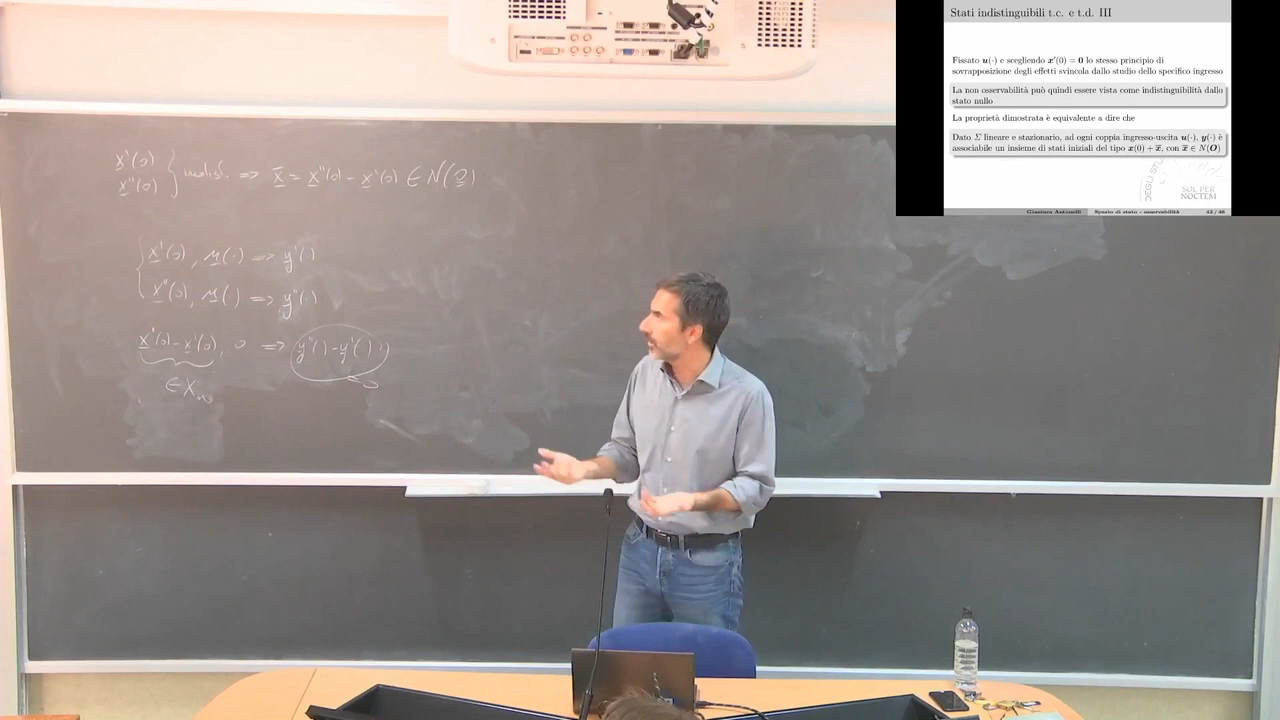 Stati indistinguibili t.c. e t.d. III
Fissato u(·) e scegliendo x′(0) = 0 lo stesso principio di
sovrapposizione degli effetti svincola dallo studio dello specifico ingresso
La non osservabilità può quindi essere vista come indistinguibilità dallo
stato nullo
La proprietà dimostrata è equivalente a dire che
Dato Σ lineare e stazionario, ad ogni coppia ingresso-uscita u(·), y(·) è
associabile un insieme di stati iniziali del tipo x(0) + x̄, con x̄ ∈ N(O)
SOL PER
NOCTEM
Gianluca Antonelli Spazio di stato - osservabilità 42 / 46
x'(0)
x''(0) } indist. => x̄ = x''(0) - x'(0) ∈ N(O)
x'(0), u(·) => y'(·)
x''(0), u(·) => y''(·)
x''(0) - x'(0), 0 => y''(·) - y'(·)
∈ X